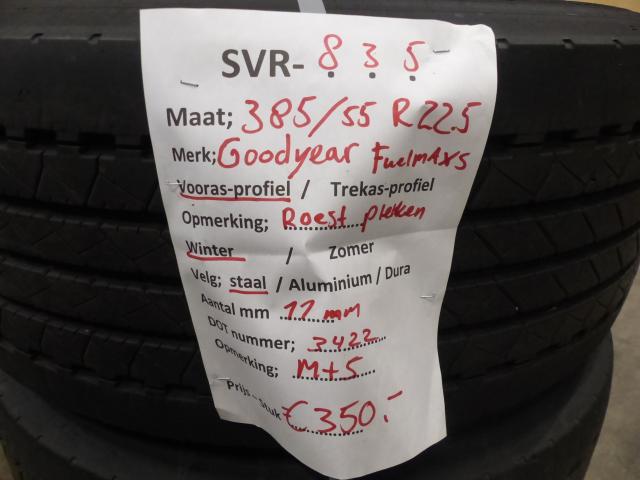 SVR- 8 3 5
Maat; 385/55 R22.5
Merk; Goodyear FuelmAXS
Vooras-profiel / Trekas-profiel
Opmerking; Roest plekken
Winter / Zomer
Velg; staal / Aluminium / Dura
Aantal mm 11 mm
DOT nummer; 3422
Opmerking; M+S
Prijs - Stuk € 350,-